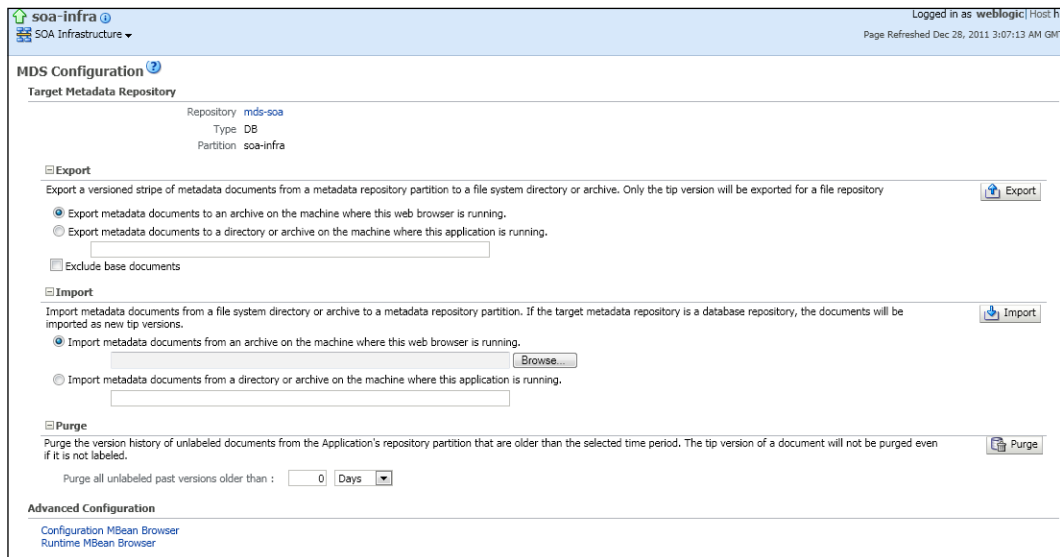 soa-infra
Logged in as weblogic| Host h
SOA Infrastructure
Page Refreshed Dec 28, 2011 3:07:13 AM GMT
MDS Configuration
Target Metadata Repository
Repository mds-soa
Type DB
Partition soa-infra
Export
Export a versioned stripe of metadata documents from a metadata repository partition to a file system directory or archive. Only the tip version will be exported for a file repository
Export
Export metadata documents to an archive on the machine where this web browser is running.
Export metadata documents to a directory or archive on the machine where this application is running.
Exclude base documents
Import
Import metadata documents from a file system directory or archive to a metadata repository partition. If the target metadata repository is a database repository, the documents will be
imported as new tip versions.
Import
Import metadata documents from an archive on the machine where this web browser is running.
Browse...
Import metadata documents from a directory or archive on the machine where this application is running.
Purge
Purge the version history of unlabeled documents from the Application's repository partition that are older than the selected time period. The tip version of a document will not be purged even
if it is not labeled.
Purge
Purge all unlabeled past versions older than : 0 Days
Advanced Configuration
Configuration MBean Browser
Runtime MBean Browser